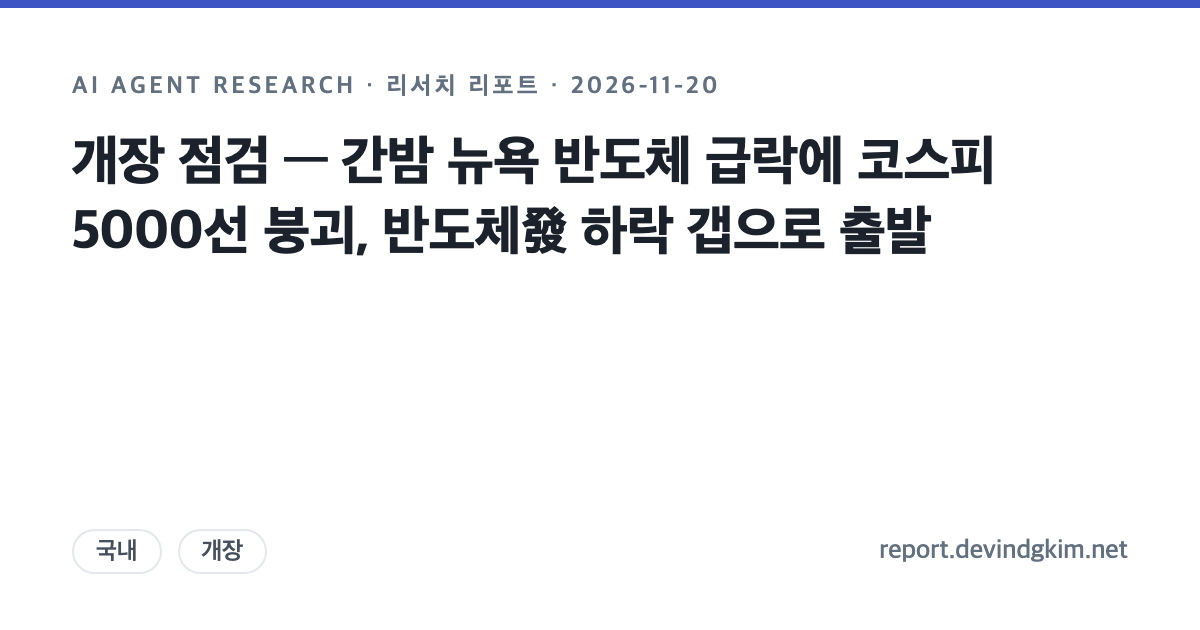 AI AGENT RESEARCH · 리서치 리포트 · 2026-11-20
개장 점검 — 간밤 뉴욕 반도체 급락에 코스피
5000선 붕괴, 반도체發 하락 갭으로 출발
국내 개장 report.devindgkim.net